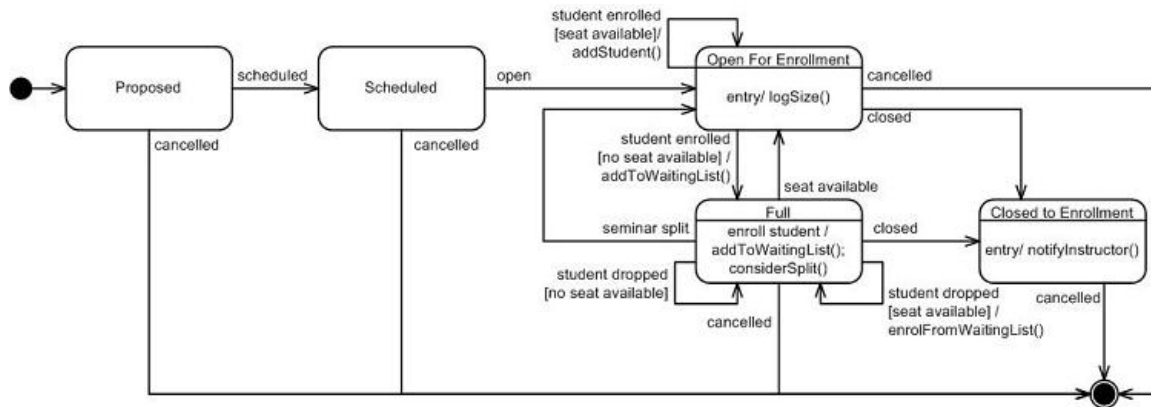 student enrolled
[seat available]/
addStudent()
Proposed
scheduled
Scheduled
open
Open For Enrollment
entry/ logSize()
cancelled
closed
cancelled
cancelled
student enrolled
[no seat available] /
addToWaitingList()
seat available
seminar split
Full
enroll student /
addToWaitingList();
considerSplit()
closed
Closed to Enrollment
entry/ notifyInstructor()
student dropped
[no seat available]
cancelled
student dropped
[seat available] /
enrolFromWaitingList()
cancelled